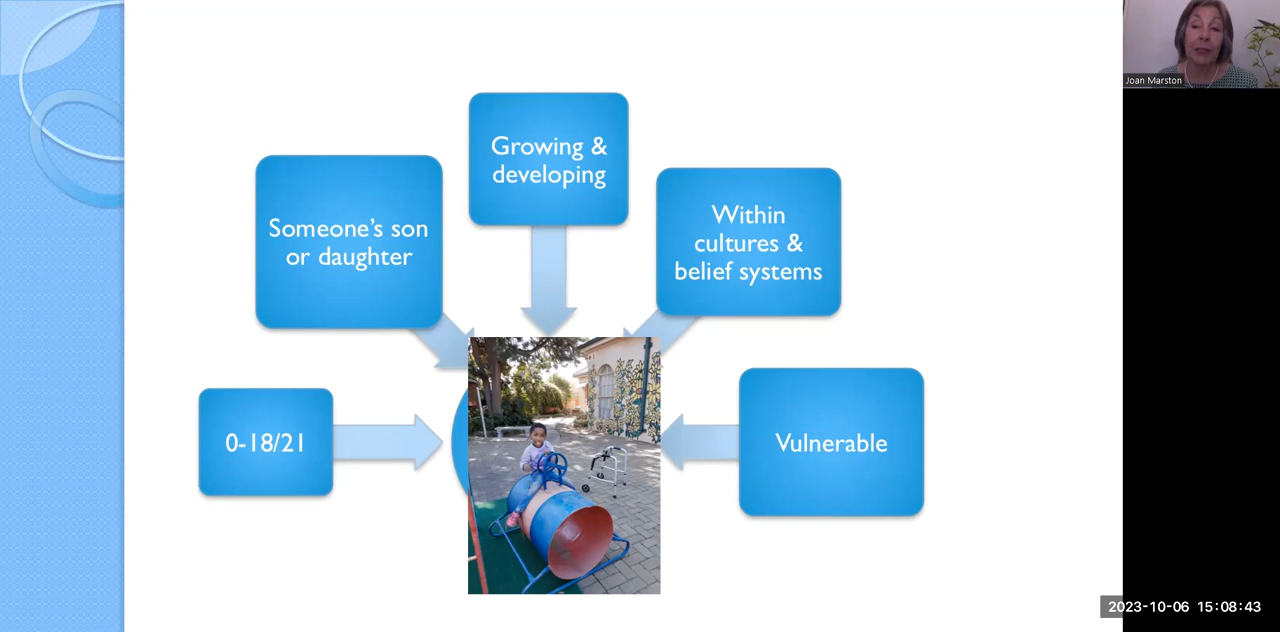 Joan Marston
Growing &
developing
Someone’s son
or daughter
Within
cultures &
belief systems
0-18/21
Vulnerable
2023-10-06 15:08:43